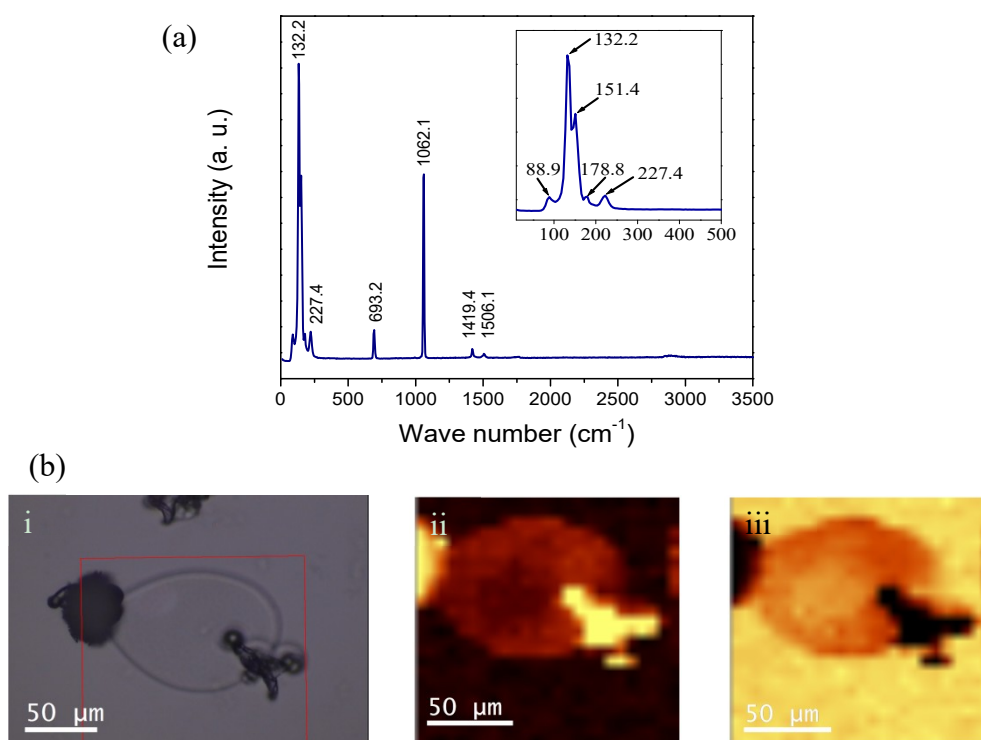 (a)
Intensity (a. u.)
132.2
227.4
693.2
1062.1
1419.4
1506.1
132.2
151.4
88.9
178.8
227.4
100 200 300 400 500
0 500 1000 1500 2000 2500 3000 3500
Wave number (cm⁻¹)
(b)
i
50 µm
ii
50 µm
iii
50 µm